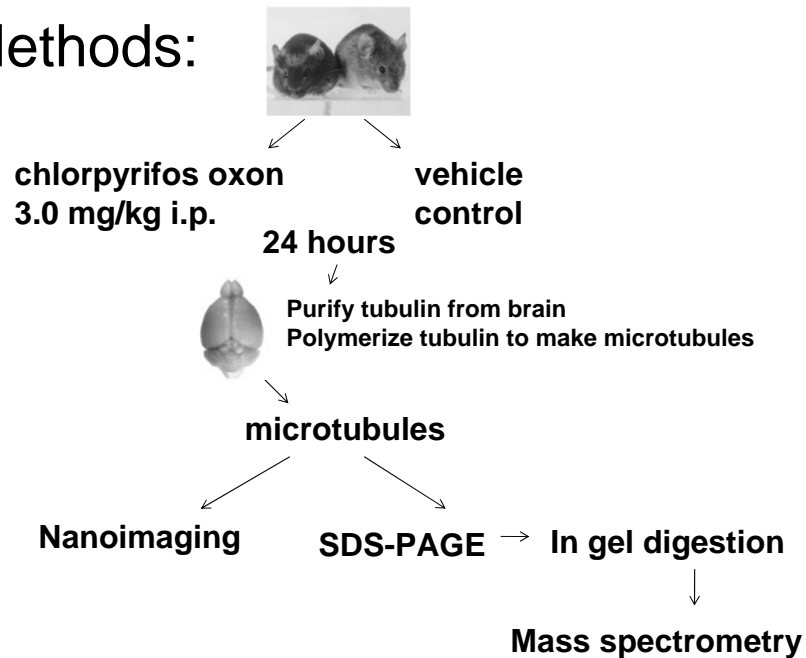 lethods:
chlorpyrifos oxon
3.0 mg/kg i.p.
vehicle
control
24 hours
Purify tubulin from brain
Polymerize tubulin to make microtubules
microtubules
Nanoimaging
SDS-PAGE
In gel digestion
Mass spectrometry